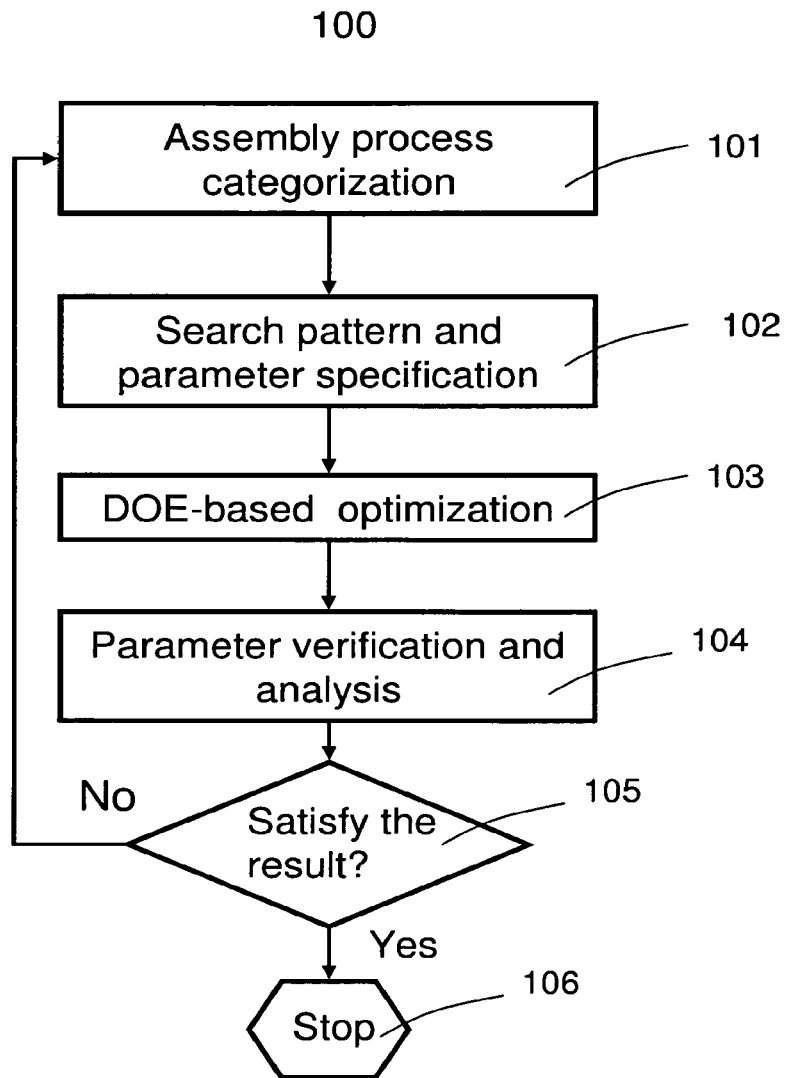 100
Assembly process
categorization
101
Search pattern and
parameter specification
102
DOE-based optimization
103
Parameter verification and
analysis
104
No
Satisfy the
result?
105
Yes
Stop
106